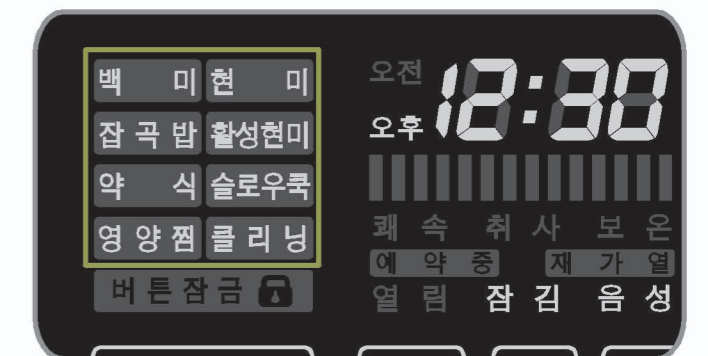 백 미 현 미
잡곡밥 활성현미
약 식 슬로우쿡
영양찜 클리닝
버튼잠금
오전
오후 12:30
쾌속 취사 보온
예약중 재가열
열림 잠김 음성